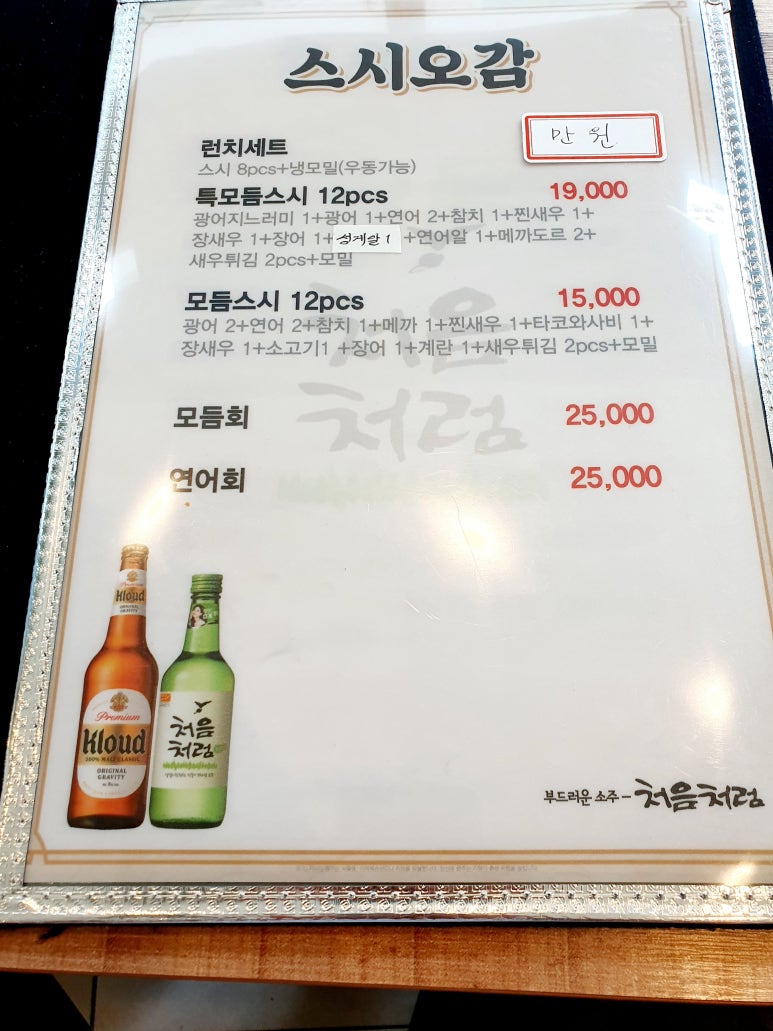 스시오감
만 원
런치세트
스시 8pcs+냉모밀(우동가능)
특모듬스시 12pcs 19,000
광어지느러미 1+광어 1+연어 2+참치 1+찐새우 1+
장새우 1+장어 1+성게알 1+연어알 1+메까도르 2+
새우튀김 2pcs+모밀
모듬스시 12pcs 15,000
광어 2+연어 2+참치 1+메까 1+찐새우 1+타코와사비 1+
장새우 1+소고기1 +장어 1+계란 1+새우튀김 2pcs+모밀
처음
처럼
모듬회 25,000
연어회 25,000
Premium
Kloud
ORIGINAL
GRAVITY
Premium
Kloud
100% MALT CLASSIC
ORIGINAL
GRAVITY
처음
처럼
부드러운 소주 - 처음처럼